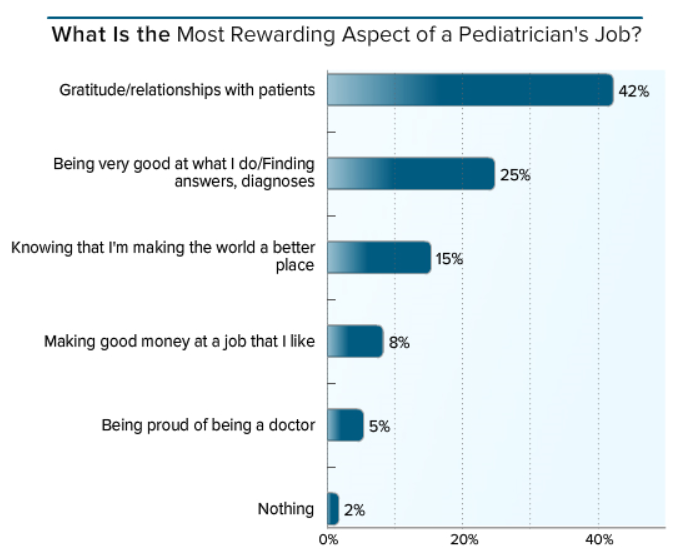 What Is the Most Rewarding Aspect of a Pediatrician's Job?
Gratitude/relationships with patients
42%
Being very good at what I do/Finding
answers, diagnoses
25%
Knowing that I'm making the world a better
place
15%
Making good money at a job that I like
8%
Being proud of being a doctor
5%
Nothing
2%
0%
20%
40%